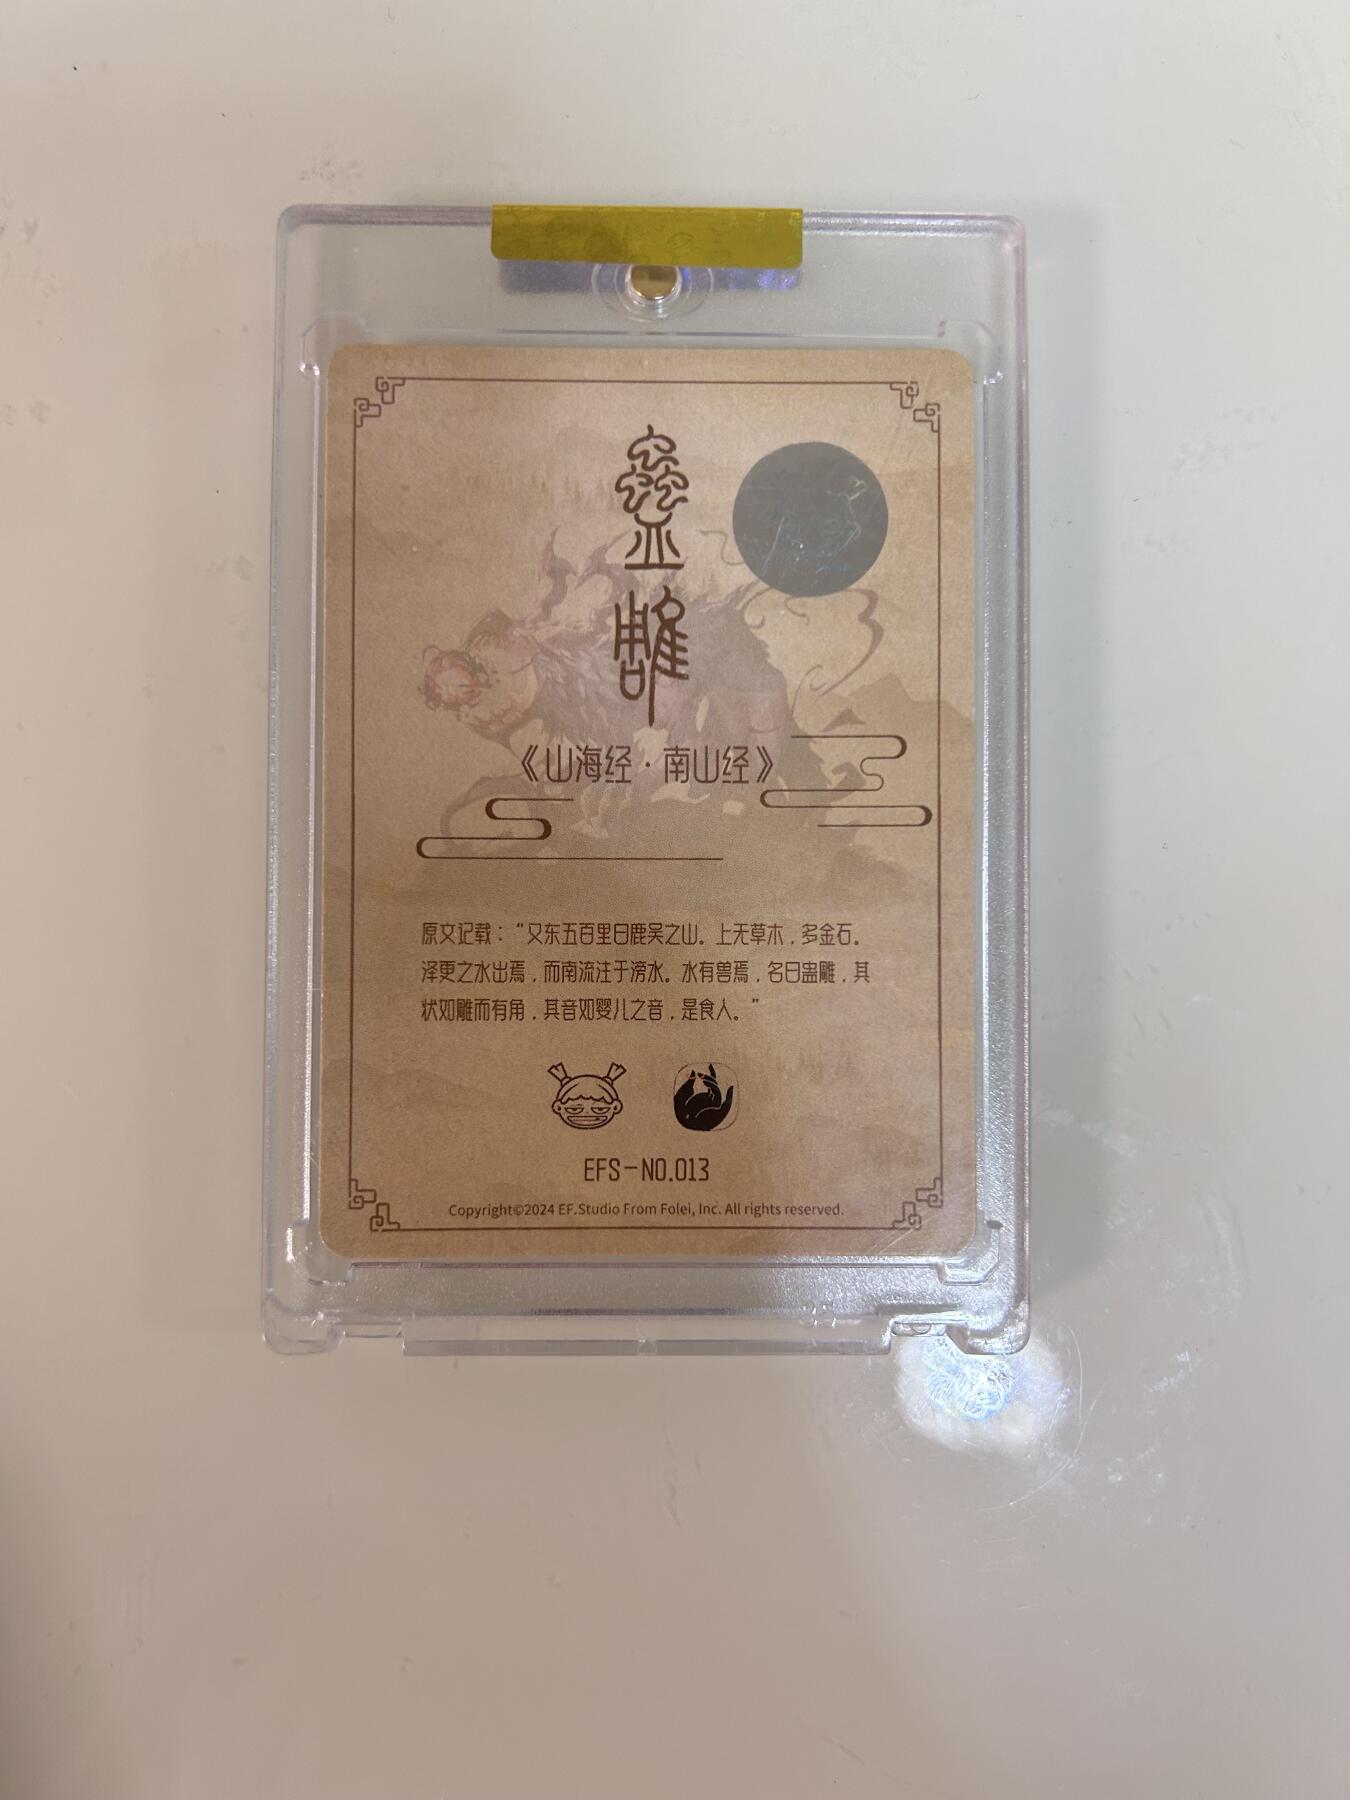 蠱
雕
《山海经·南山经》
原文记载：“又东五百里曰鹿吴之山。上无草木，多金石。
泽更之水出焉，而南流注于滂水。水有兽焉，名曰蛊雕，其
状如雕而有角，其音如婴儿之音，是食人。”
EFS-NO.013
Copyright©2024 EF.Studio From Folei, Inc. All rights reserved.
35